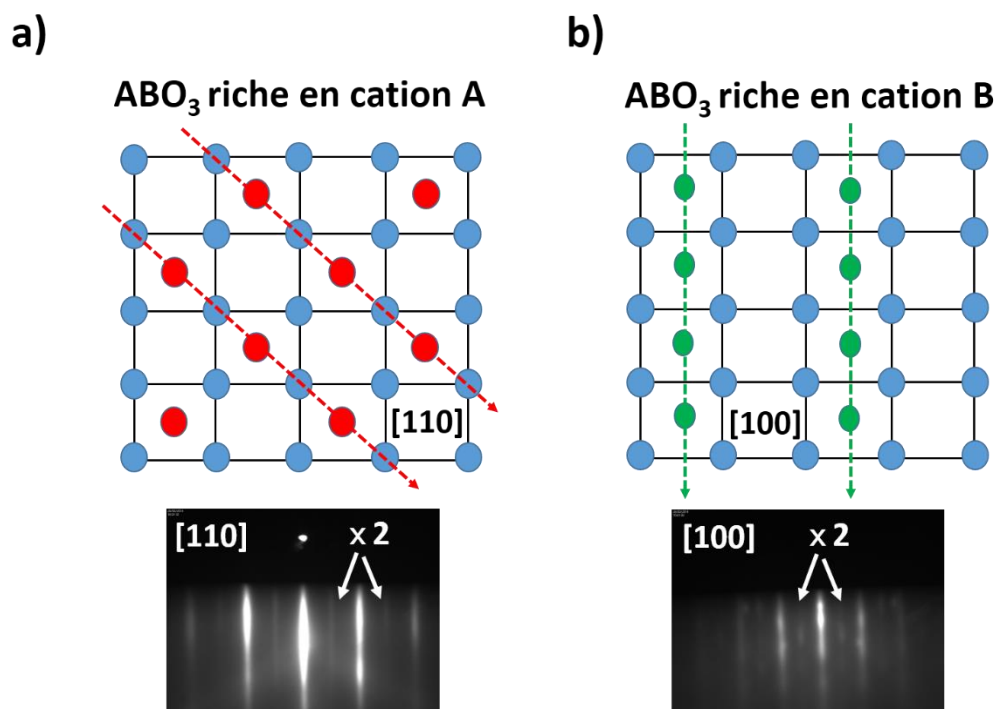 a)
ABO₃ riche en cation A
[110]
[110]
x 2
b)
ABO₃ riche en cation B
[100]
[100]
x 2